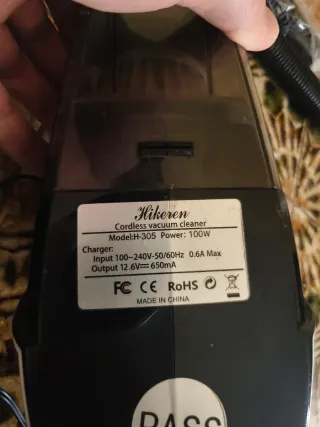 Hikeren
Cordless vacuum cleaner
Model:H-305 Power: 100W
Charger:
Input 100~240V-50/60Hz 0.6A Max
Output 12.6V⎓650mA
FC CE RoHS
MADE IN CHINA
PASS